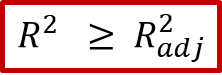 R² ≥ R²adj